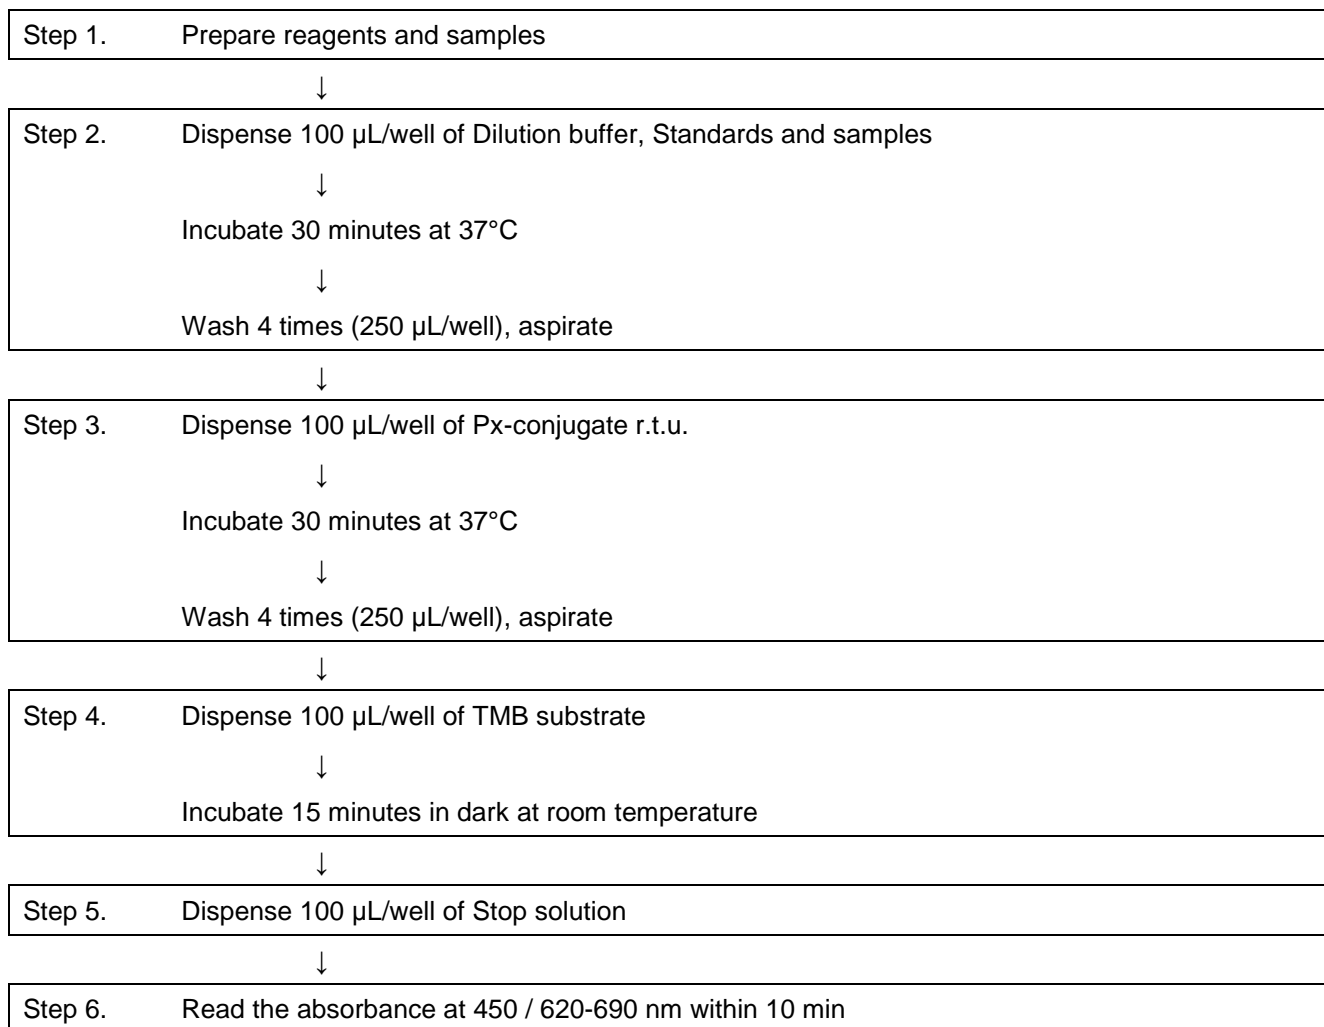 Step 1. Prepare reagents and samples
↓
Step 2. Dispense 100 µL/well of Dilution buffer, Standards and samples
↓
Incubate 30 minutes at 37°C
↓
Wash 4 times (250 µL/well), aspirate
↓
Step 3. Dispense 100 µL/well of Px-conjugate r.t.u.
↓
Incubate 30 minutes at 37°C
↓
Wash 4 times (250 µL/well), aspirate
↓
Step 4. Dispense 100 µL/well of TMB substrate
↓
Incubate 15 minutes in dark at room temperature
↓
Step 5. Dispense 100 µL/well of Stop solution
↓
Step 6. Read the absorbance at 450 / 620-690 nm within 10 min